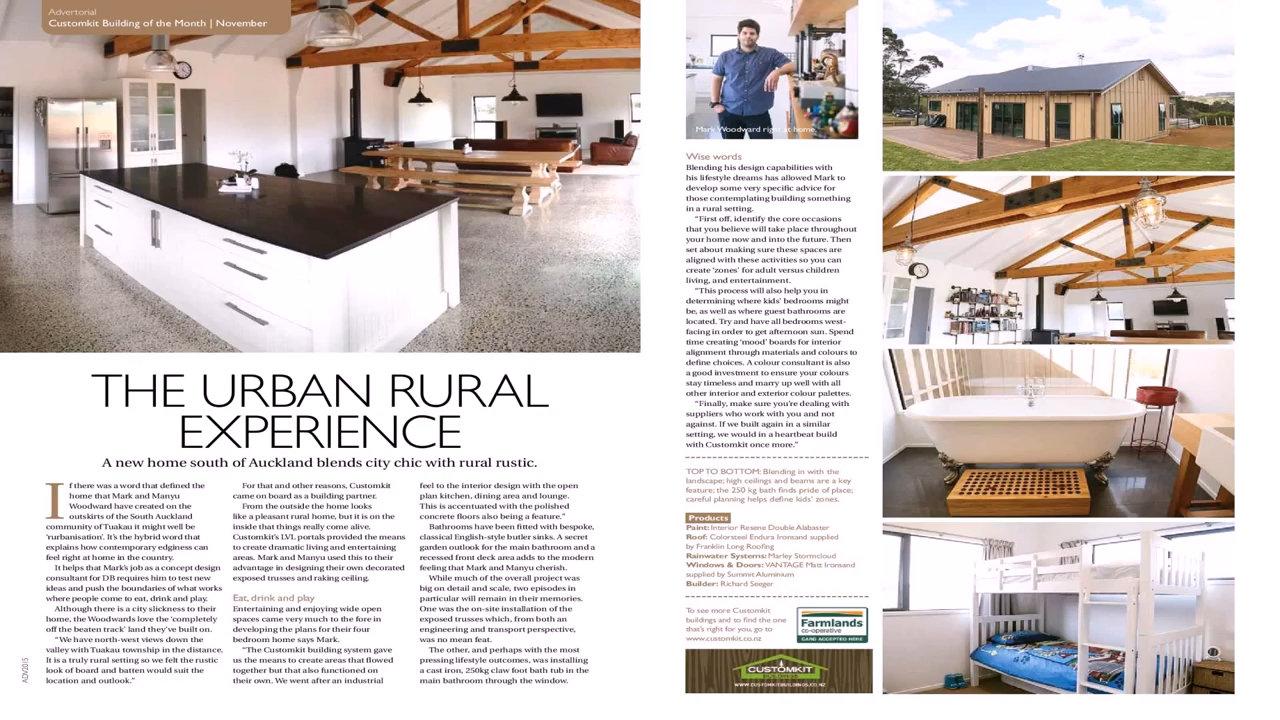 Advertorial
Customkit Building of the Month | November
THE URBAN RURAL
EXPERIENCE
A new home south of Auckland blends city chic with rural rustic.
If there was a word that defined the
home that Mark and Manyu
Woodward have created on the
outskirts of the South Auckland
community of Tuakau it might well be
‘rurbanisation’. It’s the hybrid word that
explains how contemporary edginess can
feel right at home in the country.
It helps that Mark’s job as a concept design
consultant for DB requires him to test new
ideas and push the boundaries of what works
where people come to eat, drink and play.
Although there is a city slickness to their
home, the Woodwards love the ‘completely
off the beaten track’ land they’ve built on.
“We have north-west views down the
valley with Tuakau township in the distance.
It is a truly rural setting so we felt the rustic
look of board and batten would suit the
location and outlook.”
For that and other reasons, Customkit
came on board as a building partner.
From the outside the home looks
like a pleasant rural home, but it is on the
inside that things really come alive.
Customkit’s LVL portals provided the means
to create dramatic living and entertaining
areas. Mark and Manyu used this to their
advantage in designing their own decorated
exposed trusses and raking ceiling.
Eat, drink and play
Entertaining and enjoying wide open
spaces came very much to the fore in
developing the plans for their four
bedroom home says Mark.
“The Customkit building system gave
us the means to create areas that flowed
together but that also functioned on
their own. We went after an industrial
feel to the interior design with the open
plan kitchen, dining area and lounge.
This is accentuated with the polished
concrete floors also being a feature.”
Bathrooms have been fitted with bespoke,
classical English-style butler sinks. A secret
garden outlook for the main bathroom and a
recessed front deck area adds to the modern
feeling that Mark and Manyu cherish.
While much of the overall project was
big on detail and scale, two episodes in
particular will remain in their memories.
One was the on-site installation of the
exposed trusses which, from both an
engineering and transport perspective,
was no mean feat.
The other, and perhaps with the most
pressing lifestyle outcomes, was installing
a cast iron, 250kg claw foot bath tub in the
main bathroom through the window.
ADV2015
Mark Woodward right at home.
Wise words
Blending his design capabilities with
his lifestyle dreams has allowed Mark to
develop some very specific advice for
those contemplating building something
in a rural setting.
“First off, identify the core occasions
that you believe will take place throughout
your home now and into the future. Then
set about making sure these spaces are
aligned with these activities so you can
create ‘zones’ for adult versus children
living, and entertainment.
“This process will also help you in
determining where kids’ bedrooms might
be, as well as where guest bathrooms are
located. Try and have all bedrooms west-
facing in order to get afternoon sun. Spend
time creating ‘mood’ boards for interior
alignment through materials and colours to
define choices. A colour consultant is also
a good investment to ensure your colours
stay timeless and marry up well with all
other interior and exterior colour palettes.
“Finally, make sure you’re dealing with
suppliers who work with you and not
against. If we built again in a similar
setting, we would in a heartbeat build
with Customkit once more.”
TOP TO BOTTOM: Blending in with the
landscape; high ceilings and beams are a key
feature; the 250 kg bath finds pride of place;
careful planning helps define kids’ zones.
Products
Paint: Interior Resene Double Alabaster
Roof: Colorsteel Endura Ironsand supplied
by Franklin Long Roofing
Rainwater Systems: Marley Stormcloud
Windows & Doors: VANTAGE Matt Ironsand
supplied by Summit Aluminium
Builder: Richard Seeger
To see more Customkit
buildings and to find the one
that’s right for you, go to
www.customkit.co.nz
Farmlands
co-operative
CARD ACCEPTED HERE
CUSTOMKIT
BUILDINGS
WWW.CUSTOMKITBUILDINGS.CO.NZ